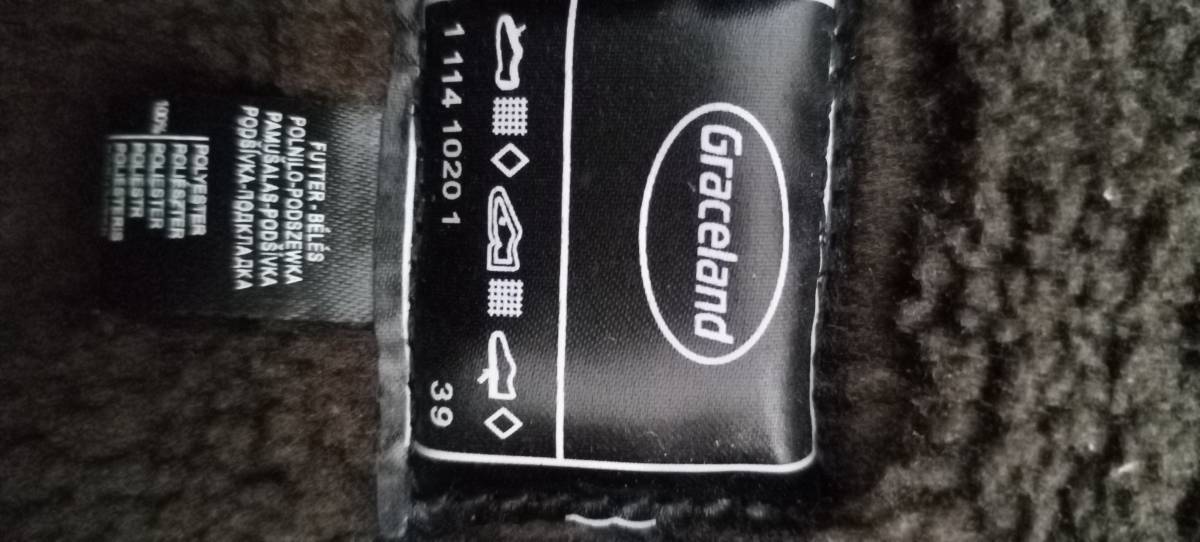 Graceland
1 114 1020 1
39
FUTTER - BÉLÉS
POLNILO-PODSZEWKA
PAMUŠALAS-PODŠÍVKA
PODŠIVKA-ПОДКЛАДКА
100% POLYESTER
POLIÉSZTER
POLIESTER
POLIESTR
POLIESTERIS